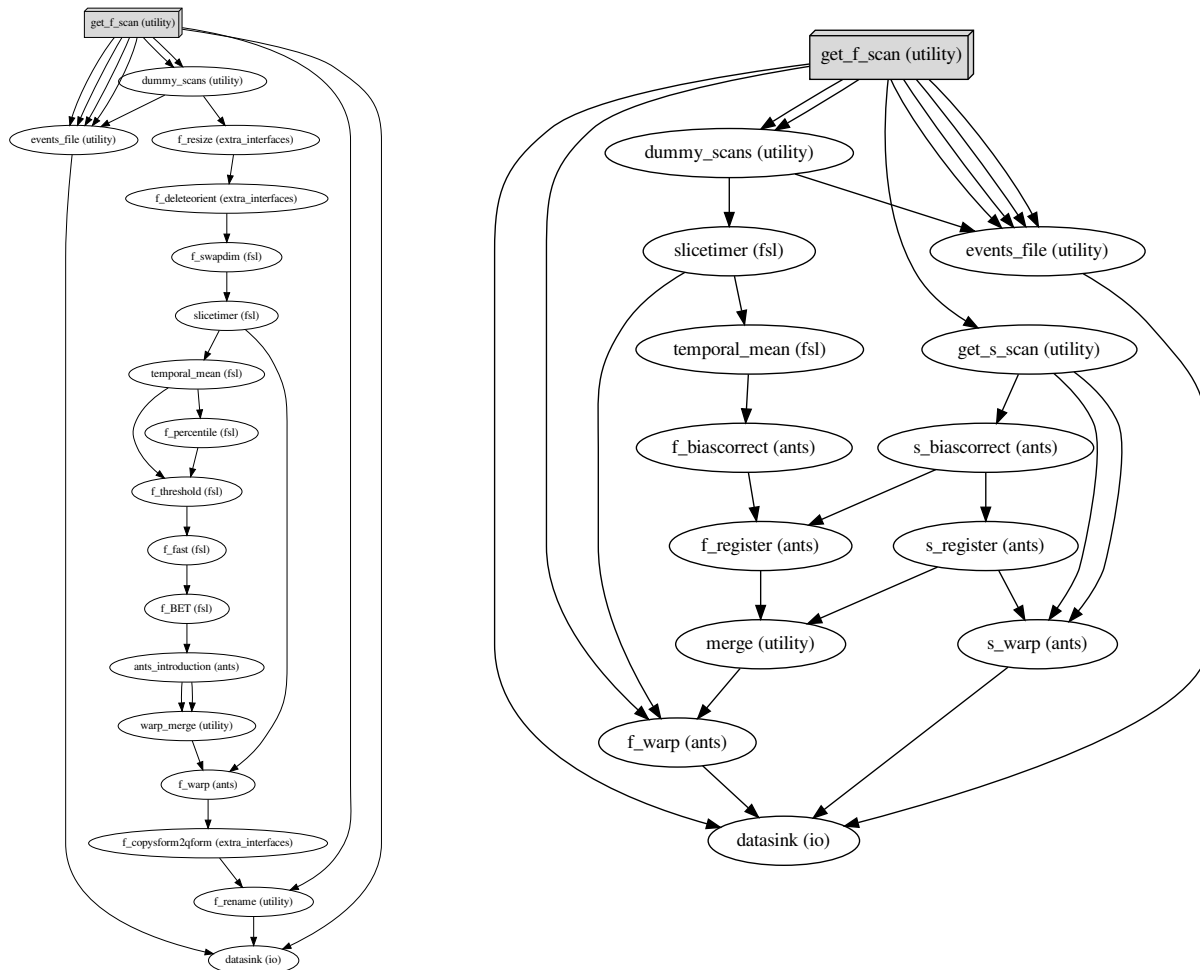 get_f_scan (utility)
dummy_scans (utility)
events_file (utility)
f_resize (extra_interfaces)
f_deleteorient (extra_interfaces)
f_swapdim (fsl)
slicetimer (fsl)
temporal_mean (fsl)
f_percentile (fsl)
f_threshold (fsl)
f_fast (fsl)
f_BET (fsl)
ants_introduction (ants)
warp_merge (utility)
f_warp (ants)
f_copysform2qform (extra_interfaces)
f_rename (utility)
datasink (io)
get_f_scan (utility)
dummy_scans (utility)
slicetimer (fsl)
events_file (utility)
temporal_mean (fsl)
get_s_scan (utility)
f_biascorrect (ants)
s_biascorrect (ants)
f_register (ants)
s_register (ants)
merge (utility)
s_warp (ants)
f_warp (ants)
datasink (io)